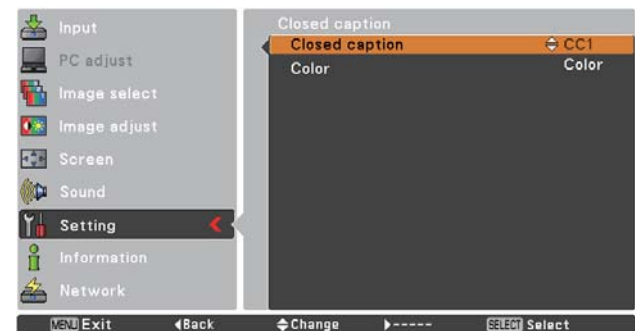 Input
PC adjust
Image select
Image adjust
Screen
Sound
Setting
Information
Network
Closed caption
Closed caption CC1
Color Color
MENU Exit Back Change ----- SELECT Select